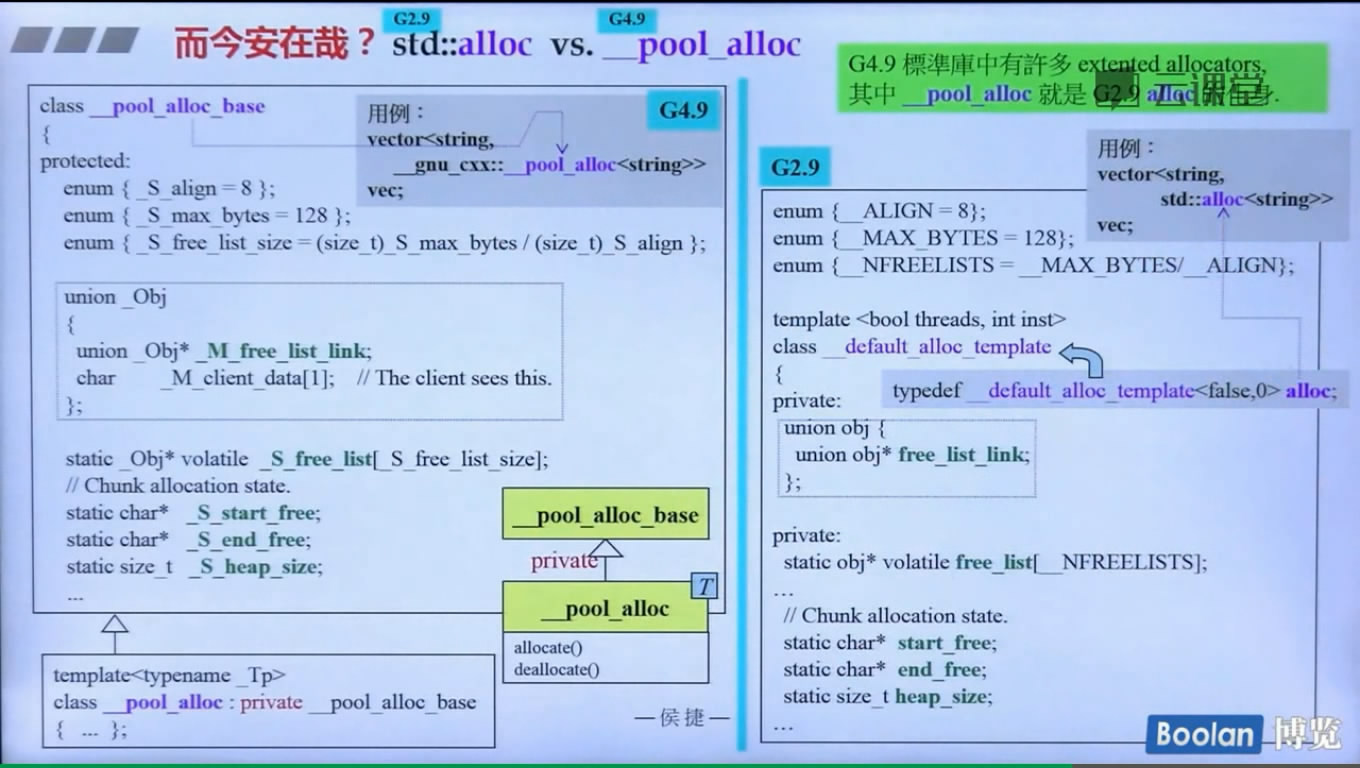 而今安在哉？ std::alloc vs. __pool_alloc
G2.9
G4.9
G4.9 標準庫中有許多 extented allocators,
其中 __pool_alloc 就是 G2.9 alloc 身.
云课堂
class __pool_alloc_base
{
protected:
enum { _S_align = 8 };
enum { _S_max_bytes = 128 };
enum { _S_free_list_size = (size_t)_S_max_bytes / (size_t)_S_align };
G4.9
用例：
vector<string,
__gnu_cxx::__pool_alloc<string>>
vec;
union _Obj
{
union _Obj* _M_free_list_link;
char _M_client_data[1]; // The client sees this.
};
static _Obj* volatile _S_free_list[_S_free_list_size];
// Chunk allocation state.
static char* _S_start_free;
static char* _S_end_free;
static size_t _S_heap_size;
...
__pool_alloc_base
private
T
__pool_alloc
allocate()
deallocate()
template<typename _Tp>
class __pool_alloc : private __pool_alloc_base
{ ... };
—侯捷—
G2.9
用例：
vector<string,
std::alloc<string>>
vec;
enum {__ALIGN = 8};
enum {__MAX_BYTES = 128};
enum {__NFREELISTS = __MAX_BYTES/__ALIGN};
template <bool threads, int inst>
class __default_alloc_template
{
typedef __default_alloc_template<false,0> alloc;
private:
union obj {
union obj* free_list_link;
};
private:
static obj* volatile free_list[__NFREELISTS];
...
// Chunk allocation state.
static char* start_free;
static char* end_free;
static size_t heap_size;
...
Boolan 博览